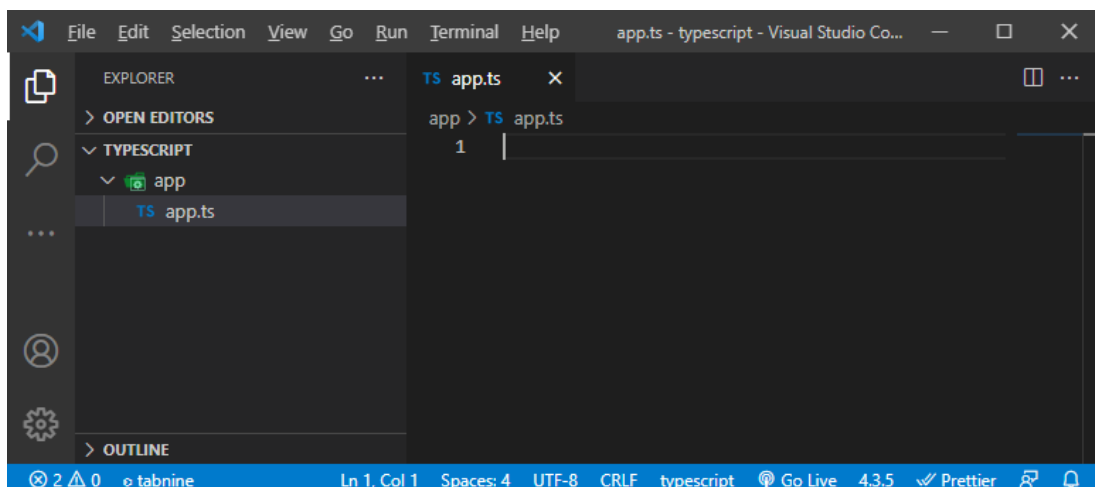 File Edit Selection View Go Run Terminal Help app.ts - typescript - Visual Studio Co...
EXPLORER
TS app.ts
> OPEN EDITORS
app > TS app.ts
TYPESCRIPT
1
app
TS app.ts
> OUTLINE
2 0 tabnine Ln 1, Col 1 Spaces: 4 UTF-8 CRLF typescript Go Live 4.3.5 Prettier